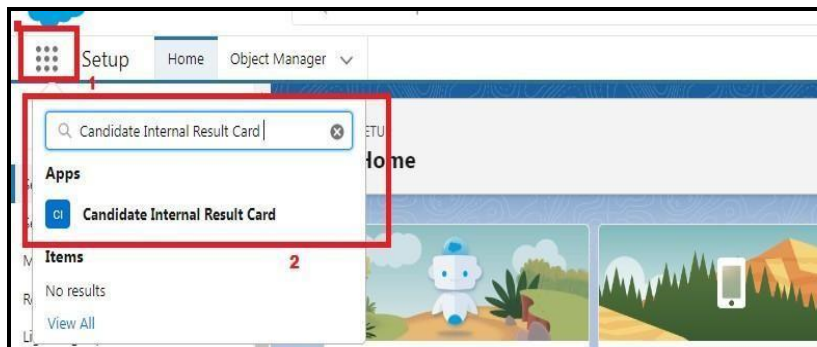 Setup Home Object Manager
1
Candidate Internal Result Card
ETU
Home
Apps
CI Candidate Internal Result Card
Items
2
No results
View All